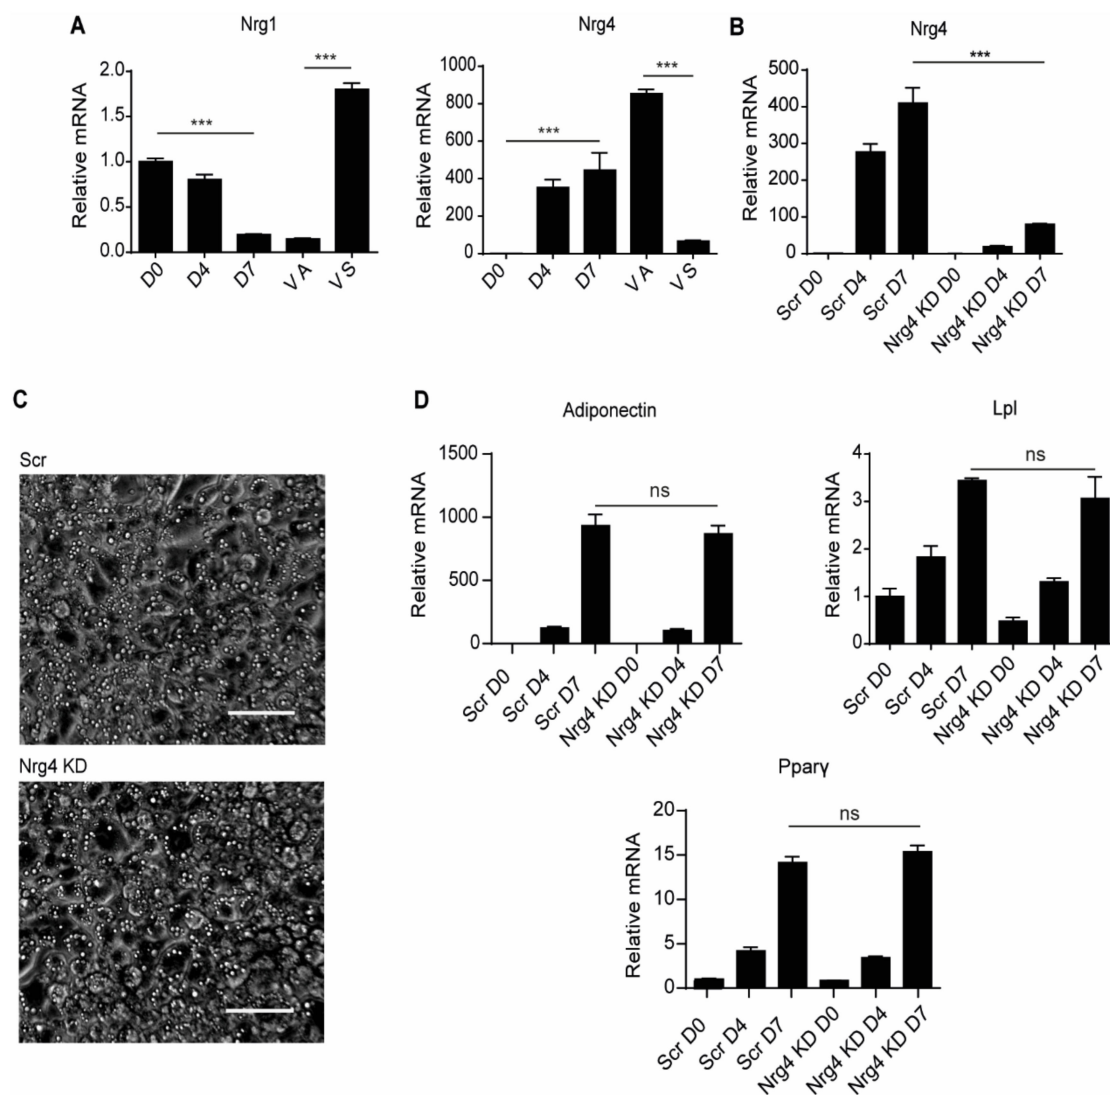 A
Nrg1
Relative mRNA
2.0
1.5
1.0
0.5
0.0
***
***
D0
D4
D7
V A
V S
Nrg4
Relative mRNA
1000
800
600
400
200
0
***
***
D0
D4
D7
V A
V S
B
Nrg4
Relative mRNA
500
400
300
200
100
0
***
Scr D0
Scr D4
Scr D7
Nrg4 KD D0
Nrg4 KD D4
Nrg4 KD D7
C
Scr
Nrg4 KD
D
Adiponectin
Relative mRNA
1500
1000
500
0
ns
Scr D0
Scr D4
Scr D7
Nrg4 KD D0
Nrg4 KD D4
Nrg4 KD D7
Lpl
Relative mRNA
4
3
2
1
0
ns
Scr D0
Scr D4
Scr D7
Nrg4 KD D0
Nrg4 KD D4
Nrg4 KD D7
Pparγ
Relative mRNA
20
15
10
5
0
ns
Scr D0
Scr D4
Scr D7
Nrg4 KD D0
Nrg4 KD D4
Nrg4 KD D7